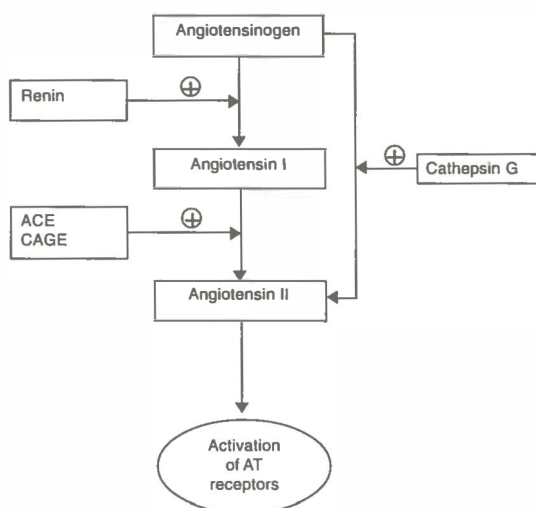 Angiotensinogen
Renin
Angiotensin I
Cathepsin G
ACE
CAGE
Angiotensin II
Activation
of AT
receptors